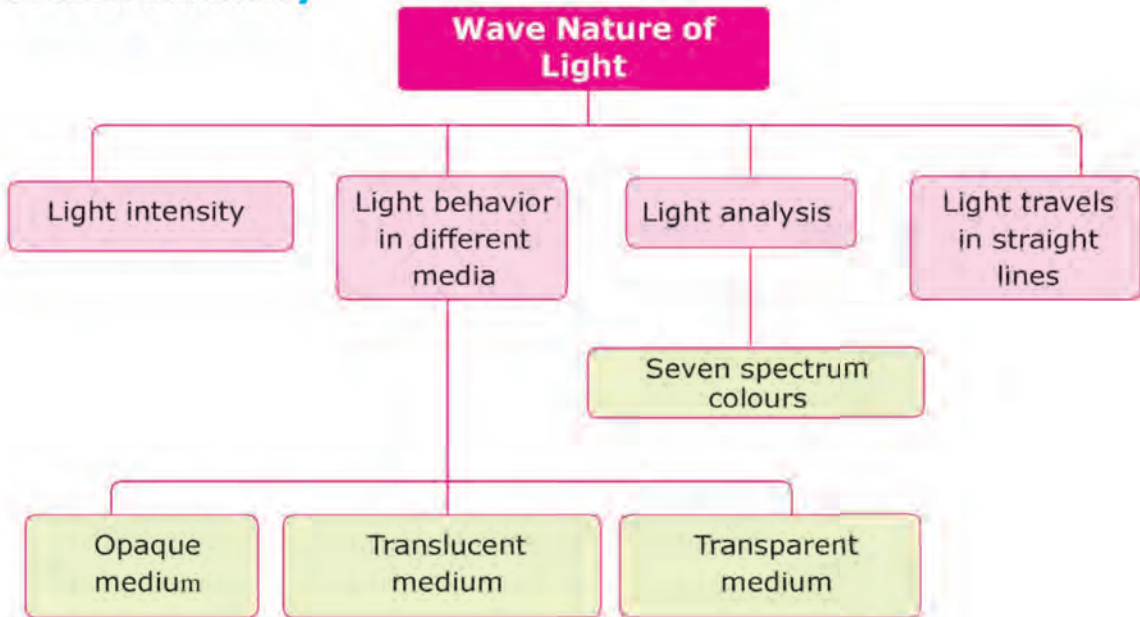 Wave Nature of
Light
Light intensity
Light behavior
in different
media
Light analysis
Light travels
in straight
lines
Seven spectrum
colours
Opaque
medium
Translucent
medium
Transparent
medium